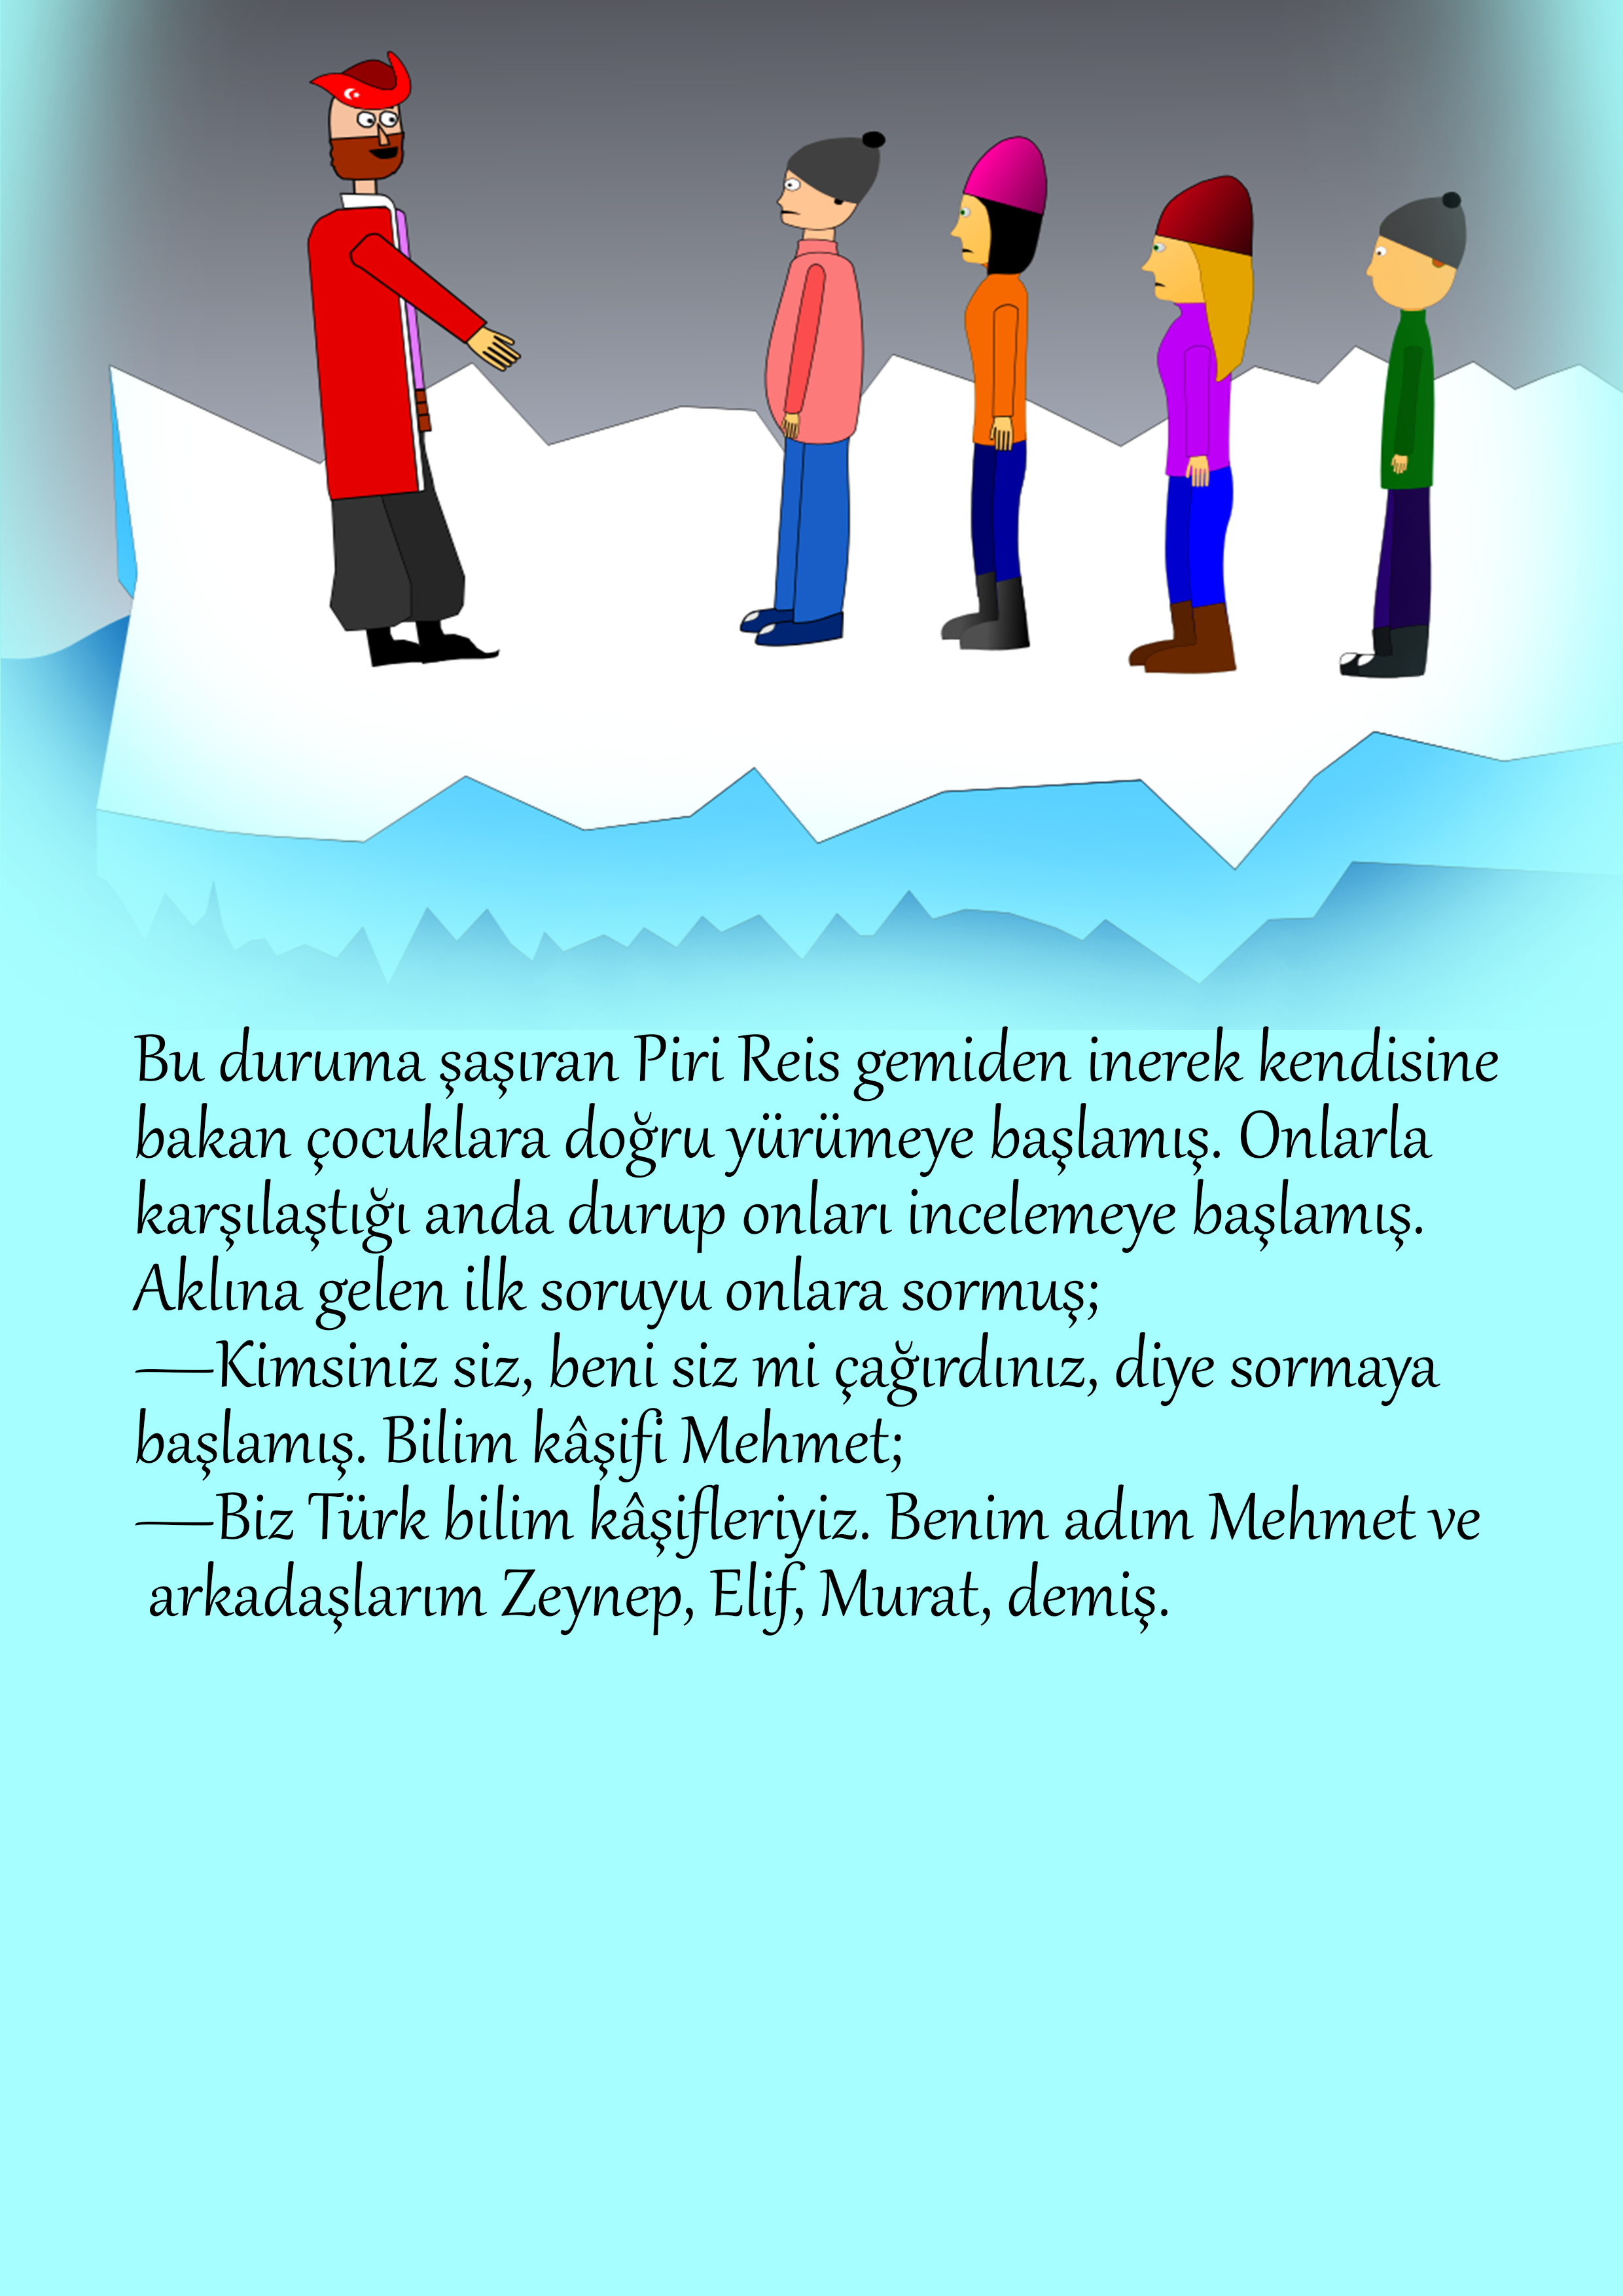 Bu duruma şaşıran Piri Reis gemiden inerek kendisine
bakan çocuklara doğru yürümeye başlamış. Onlarla
karşılaştığı anda durup onları incelemeye başlamış.
Aklına gelen ilk soruyu onlara sormuş;
—Kimsiniz siz, beni siz mi çağırdınız, diye sormaya
başlamış. Bilim kâşifi Mehmet;
—Biz Türk bilim kâşifleriyiz. Benim adım Mehmet ve
arkadaşlarım Zeynep, Elif, Murat, demiş.